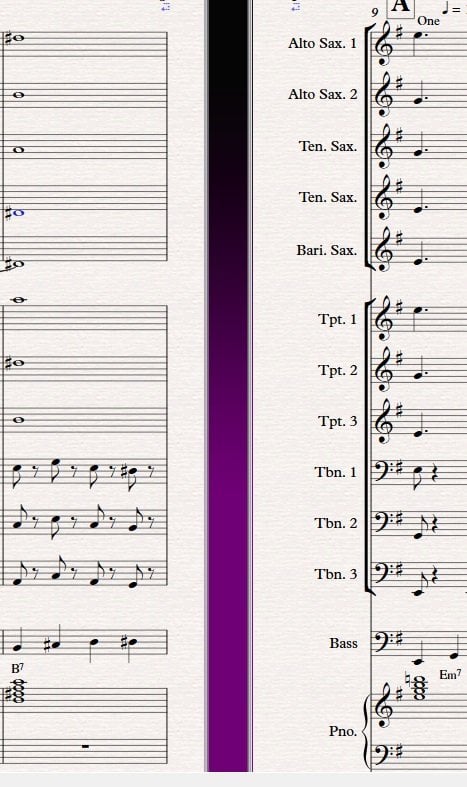 9
A
♩ =
One
Alto Sax. 1
Alto Sax. 2
Ten. Sax.
Ten. Sax.
Bari. Sax.
Tpt. 1
Tpt. 2
Tpt. 3
Tbn. 1
Tbn. 2
Tbn. 3
Bass
B7
Em7
Pno.